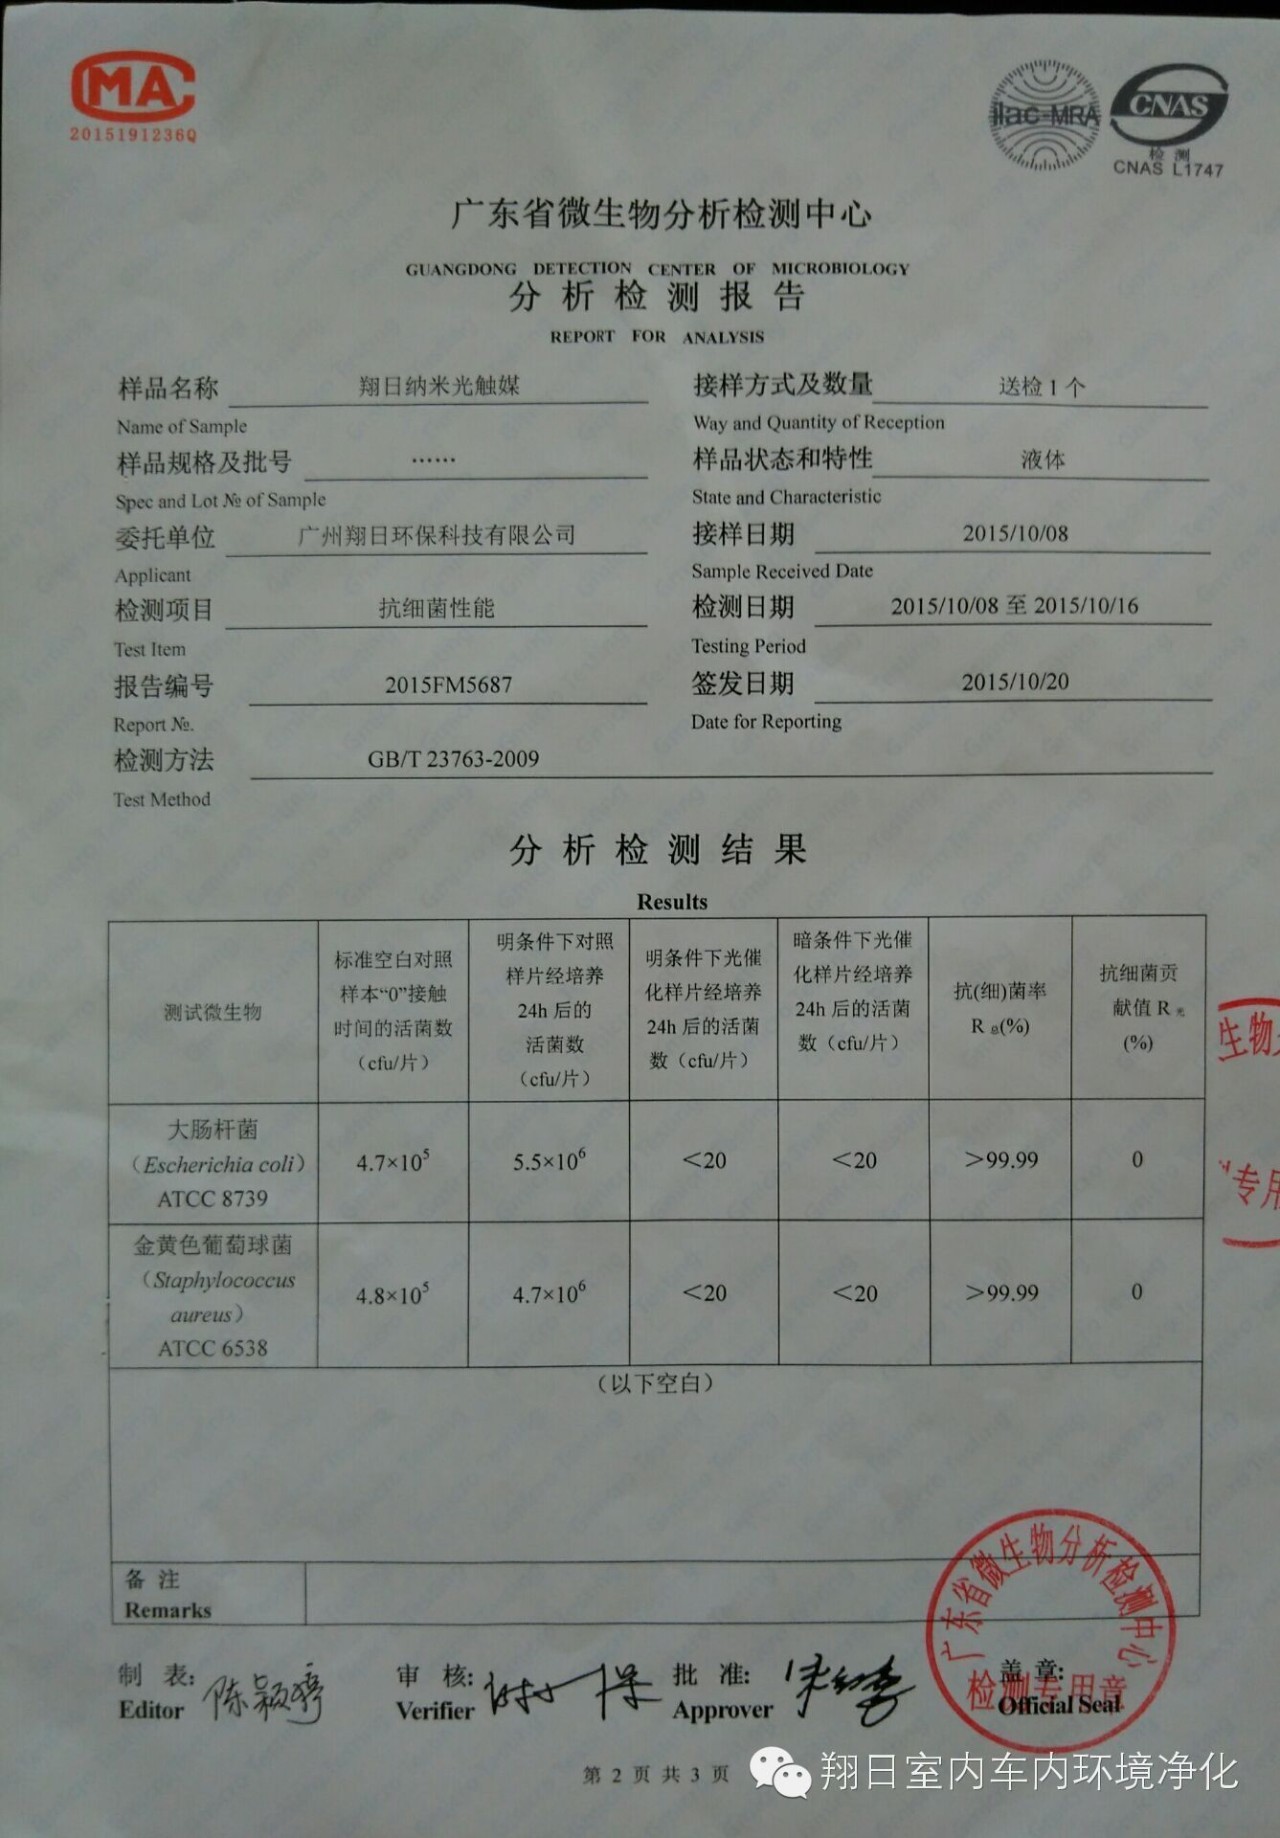 CMA
2015191236Q
ilac-MRA
CNAS
检测
CNAS L1747
广东省微生物分析检测中心
GUANGDONG DETECTION CENTER OF MICROBIOLOGY
分析检测报告
REPORT FOR ANALYSIS
样品名称 翔日纳米光触媒 接样方式及数量 送检1个
Name of Sample Way and Quantity of Reception
样品规格及批号 …… 样品状态和特性 液体
Spec and Lot № of Sample State and Characteristic
委托单位 广州翔日环保科技有限公司 接样日期 2015/10/08
Applicant Sample Received Date
检测项目 抗细菌性能 检测日期 2015/10/08 至 2015/10/16
Test Item Testing Period
报告编号 2015FM5687 签发日期 2015/10/20
Report №. Date for Reporting
检测方法 GB/T 23763-2009
Test Method
分析检测结果
Results
测试微生物
标准空白对照
样本“0”接触
时间的活菌数
（cfu/片）
明条件下对照
样片经培养
24h 后的
活菌数
（cfu/片）
明条件下光催
化样片经培养
24h 后的活菌
数（cfu/片）
暗条件下光催
化样片经培养
24h 后的活菌
数（cfu/片）
抗(细)菌率
R 总(%)
抗细菌贡
献值 R 光
(%)
大肠杆菌
（Escherichia coli）
ATCC 8739
4.7×10⁵ 5.5×10⁶ ＜20 ＜20 ＞99.99 0
金黄色葡萄球菌
（Staphylococcus
aureus）
ATCC 6538
4.8×10⁵ 4.7×10⁶ ＜20 ＜20 ＞99.99 0
（以下空白）
备 注
Remarks
制 表: 陈颖婷 审 核: 批 准: 盖 章:
Editor Verifier Approver Official Seal
广东省微生物分析检测中心
检测专用章
生物
专用
第 2 页 共 3 页
翔日室内车内环境净化